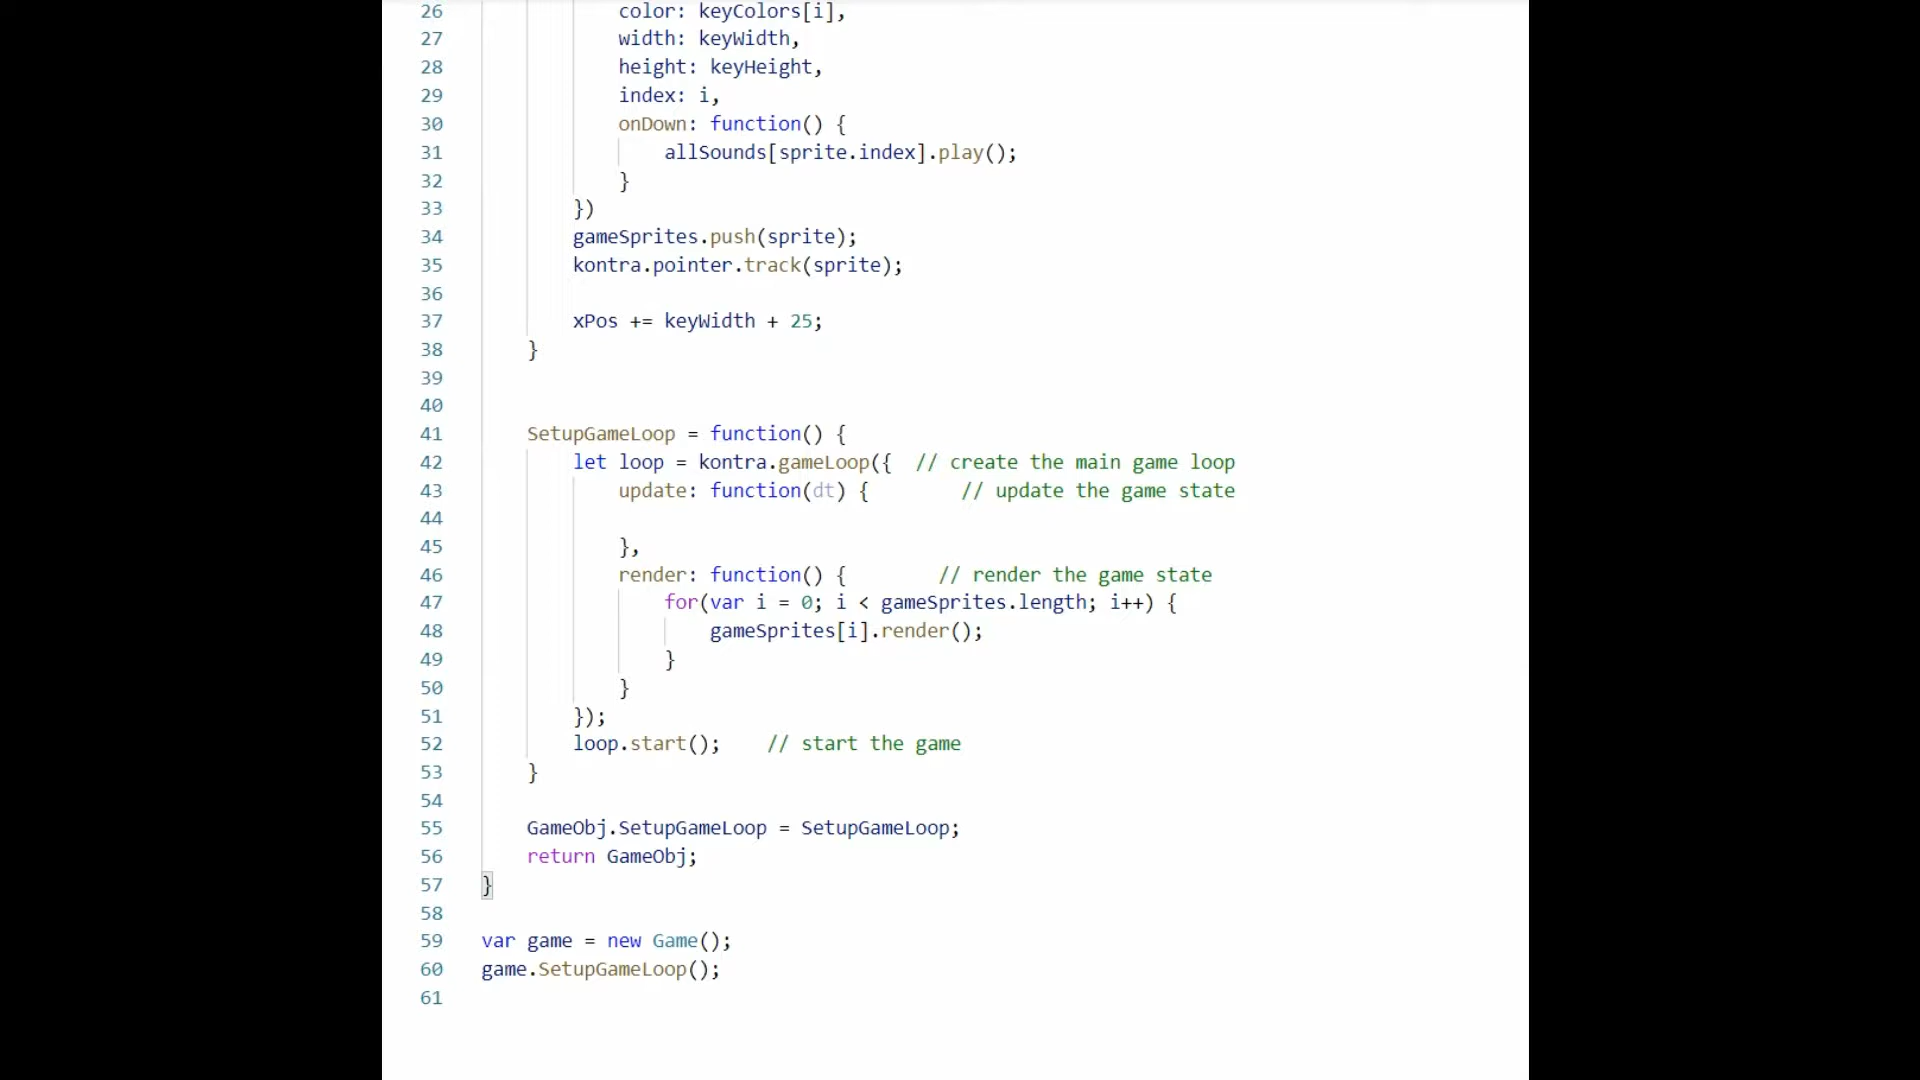 26 color: keyColors[i],
27 width: keyWidth,
28 height: keyHeight,
29 index: i,
30 onDown: function() {
31 allSounds[sprite.index].play();
32 }
33 })
34 gameSprites.push(sprite);
35 kontra.pointer.track(sprite);
36
37 xPos += keyWidth + 25;
38 }
39
40
41 SetupGameLoop = function() {
42 let loop = kontra.gameLoop({ // create the main game loop
43 update: function(dt) { // update the game state
44
45 },
46 render: function() { // render the game state
47 for(var i = 0; i < gameSprites.length; i++) {
48 gameSprites[i].render();
49 }
50 }
51 });
52 loop.start(); // start the game
53 }
54
55 GameObj.SetupGameLoop = SetupGameLoop;
56 return GameObj;
57 }
58
59 var game = new Game();
60 game.SetupGameLoop();
61